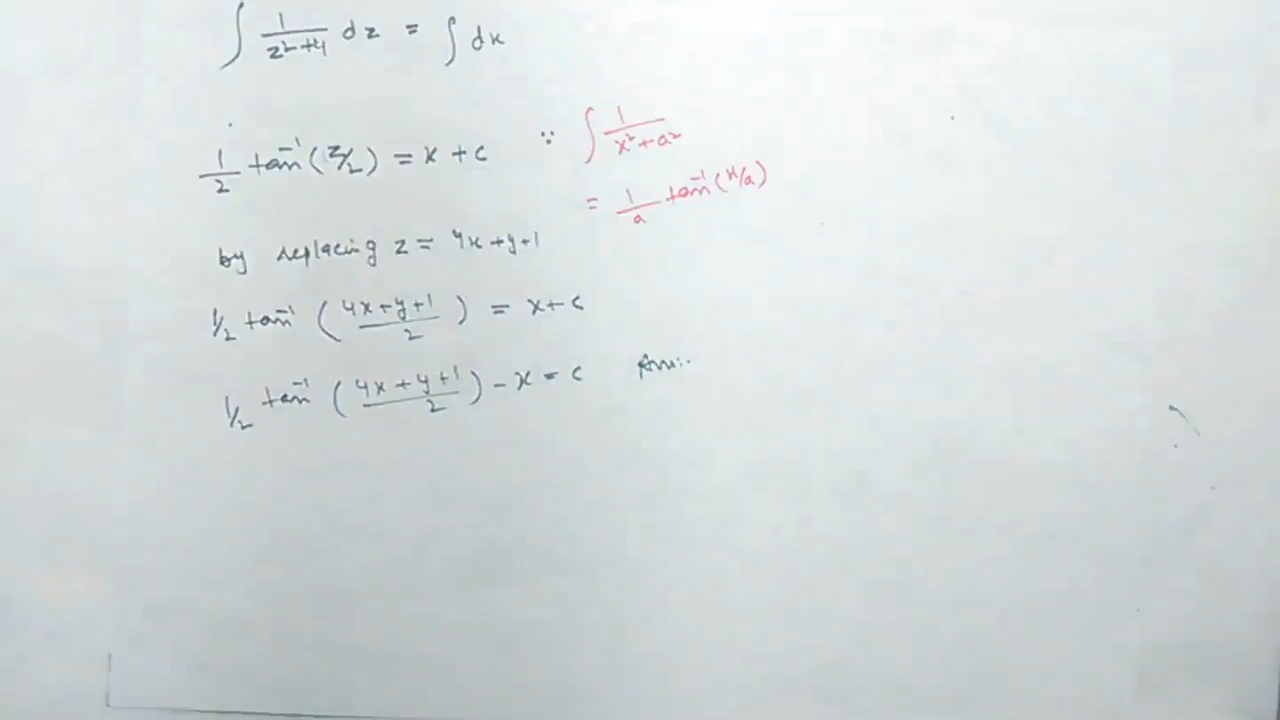 ∫ 1/(z²+4) dz = ∫ dx
1/2 tan⁻¹(z/2) = x + c ∵ ∫ 1/(x²+a²)
= 1/a tan⁻¹(x/a)
by replacing z = 4x+y+1
1/2 tan⁻¹ ((4x+y+1)/2) = x+c
1/2 tan⁻¹ ((4x+y+1)/2) - x = c Ans:-